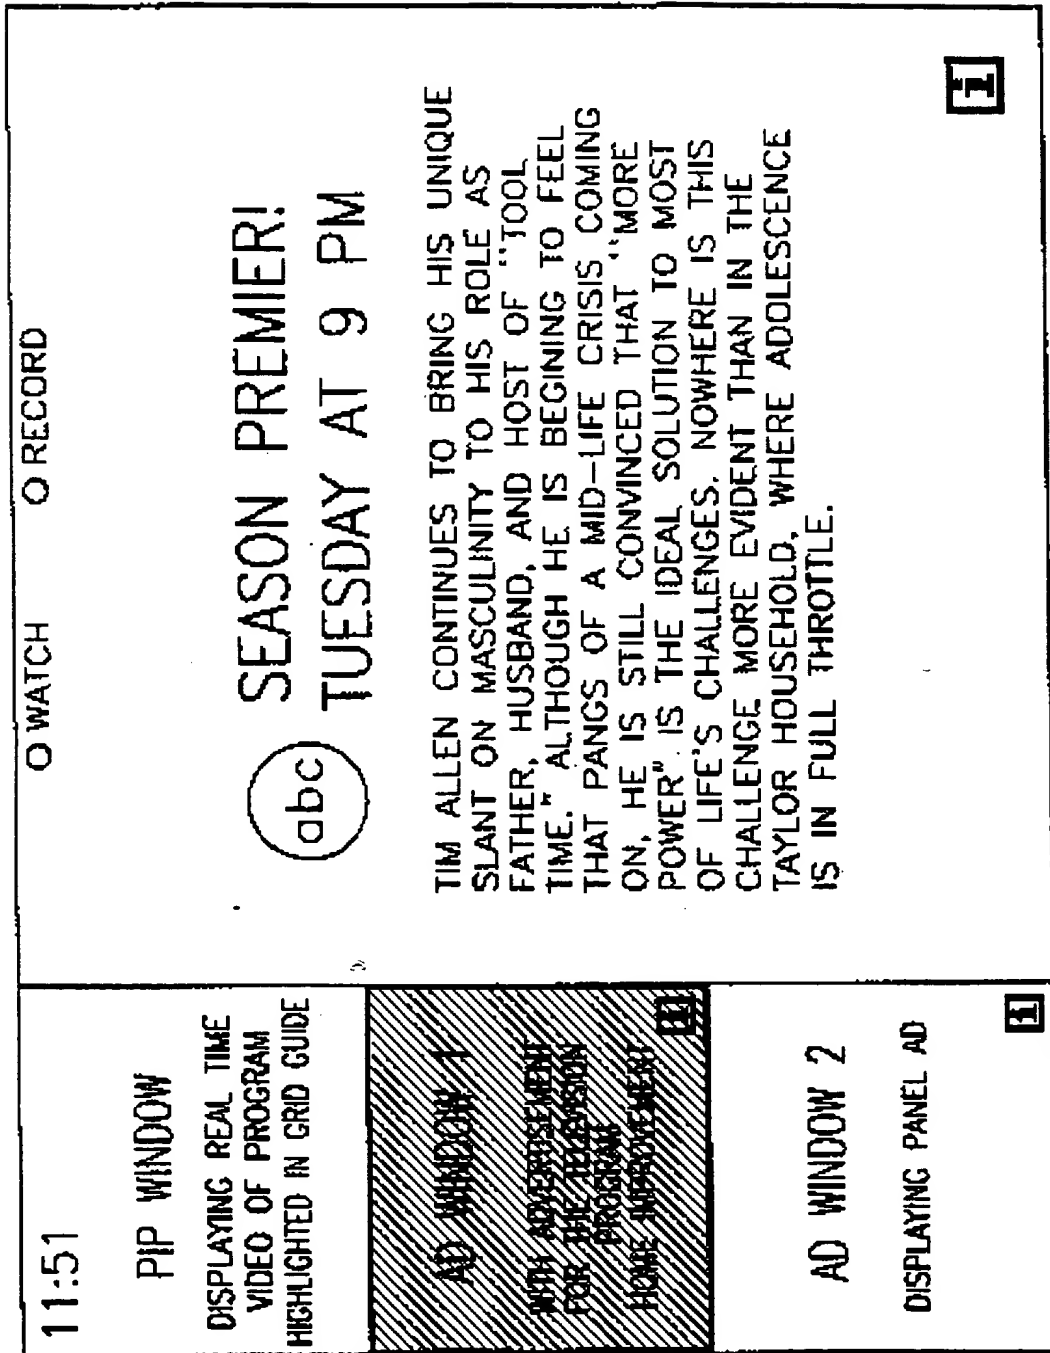 11:51
○ WATCH
○ RECORD
PIP WINDOW
DISPLAYING REAL TIME
VIDEO OF PROGRAM
HIGHLIGHTED IN GRID GUIDE
AD WINDOW 1
WITH ADVERTISEMENT
FOR THE TELEVISION
PROGRAM
HOME IMPROVEMENT
i
AD WINDOW 2
DISPLAYING PANEL AD
i
abc
SEASON PREMIER!
TUESDAY AT 9 PM
TIM ALLEN CONTINUES TO BRING HIS UNIQUE
SLANT ON MASCULINITY TO HIS ROLE AS
FATHER, HUSBAND, AND HOST OF ``TOOL
TIME." ALTHOUGH HE IS BEGINING TO FEEL
THAT PANGS OF A MID-LIFE CRISIS COMING
ON, HE IS STILL CONVINCED THAT ``MORE
POWER" IS THE IDEAL SOLUTION TO MOST
OF LIFE'S CHALLENGES. NOWHERE IS THIS
CHALLENGE MORE EVIDENT THAN IN THE
TAYLOR HOUSEHOLD, WHERE ADOLESCENCE
IS IN FULL THROTTLE.
i